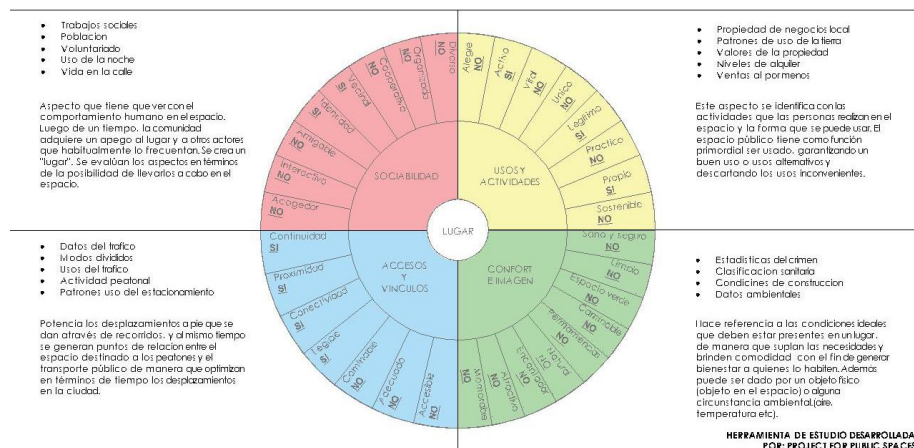 Trabajos sociales
Poblacion
Voluntariado
Uso de la noche
Vida en la calle
Aspecto que tiene que ver con el
comportamiento humano en el espacio.
Luego de un tiempo, la comunidad
adquiere un apego al lugar y a otros actores
que habitualmente lo frecuentan. Se crea un
"lugar". Se evalúan los aspectos en términos
de la posibilidad de llevarlos a cabo en el
espacio.
Propiedad de negocios local
Patrones de uso de la tierra
Valores de la propiedad
Niveles de alquiler
Ventas al por menos
Este aspecto se identifica con las
actividades que las personas realizan en el
espacio y la forma que se puede usar. El
espacio público tiene como función
primordial ser usado, garantizando un
buen uso o usos alternativos y
descartando los usos inconvenientes.
Diverso
NO
Organizado
NO
Cooperativa
NO
Vecinal
SI
Identidad
SI
Amigable
NO
Interactivo
NO
Acogedor
NO
SOCIABILIDAD
Alegre
NO
Activo
SI
Vital
NO
Unico
NO
Legitimo
SI
Practico
NO
Propio
SI
Sostenible
NO
USOS Y
ACTIVIDADES
LUGAR
Continuidad
SI
Proximidad
SI
Conectividad
SI
Legible
SI
Caminable
NO
Adecuado
NO
Accesible
NO
ACCESOS
Y
VINCULOS
Sano y seguro
NO
Limpio
NO
Espacio verde
NO
Caminable
NO
NO
Natura
NO
Encantador
NO
Atractivo
NO
Memorables
NO
CONFORT
E IMAGEN
Datos del trafico
Modos divididos
Usos del trafico
Actividad peatonal
Patrones uso del estacionamiento
Potencia los desplazamientos a pie que se
dan através de recorridos. y al mismo tiempo
se generan puntos de relacion entre el
espacio destinado a los peatones y el
transporte público de manera que optimizan
en términos de tiempo los desplazamientos
en la ciudad.
Estadisticas del crimen
Clasificacion sanitaria
Condicines de construccion
Datos ambientales
Hace referencia a las condiciones ideales
que deben estar presentes en un lugar,
de manera que suplan las necesidades y
brinden comodidad con el fin de generar
bienestar a quienes lo habiten. Además
puede ser dado por un objeto físico
(objeto en el espacio) o alguna
circunstancia ambiental.(aire,
temperatura etc).
HERRAMIENTA DE ESTUDIO DESARROLLADA
POR: PROJECT FOR PUBLIC SPACES